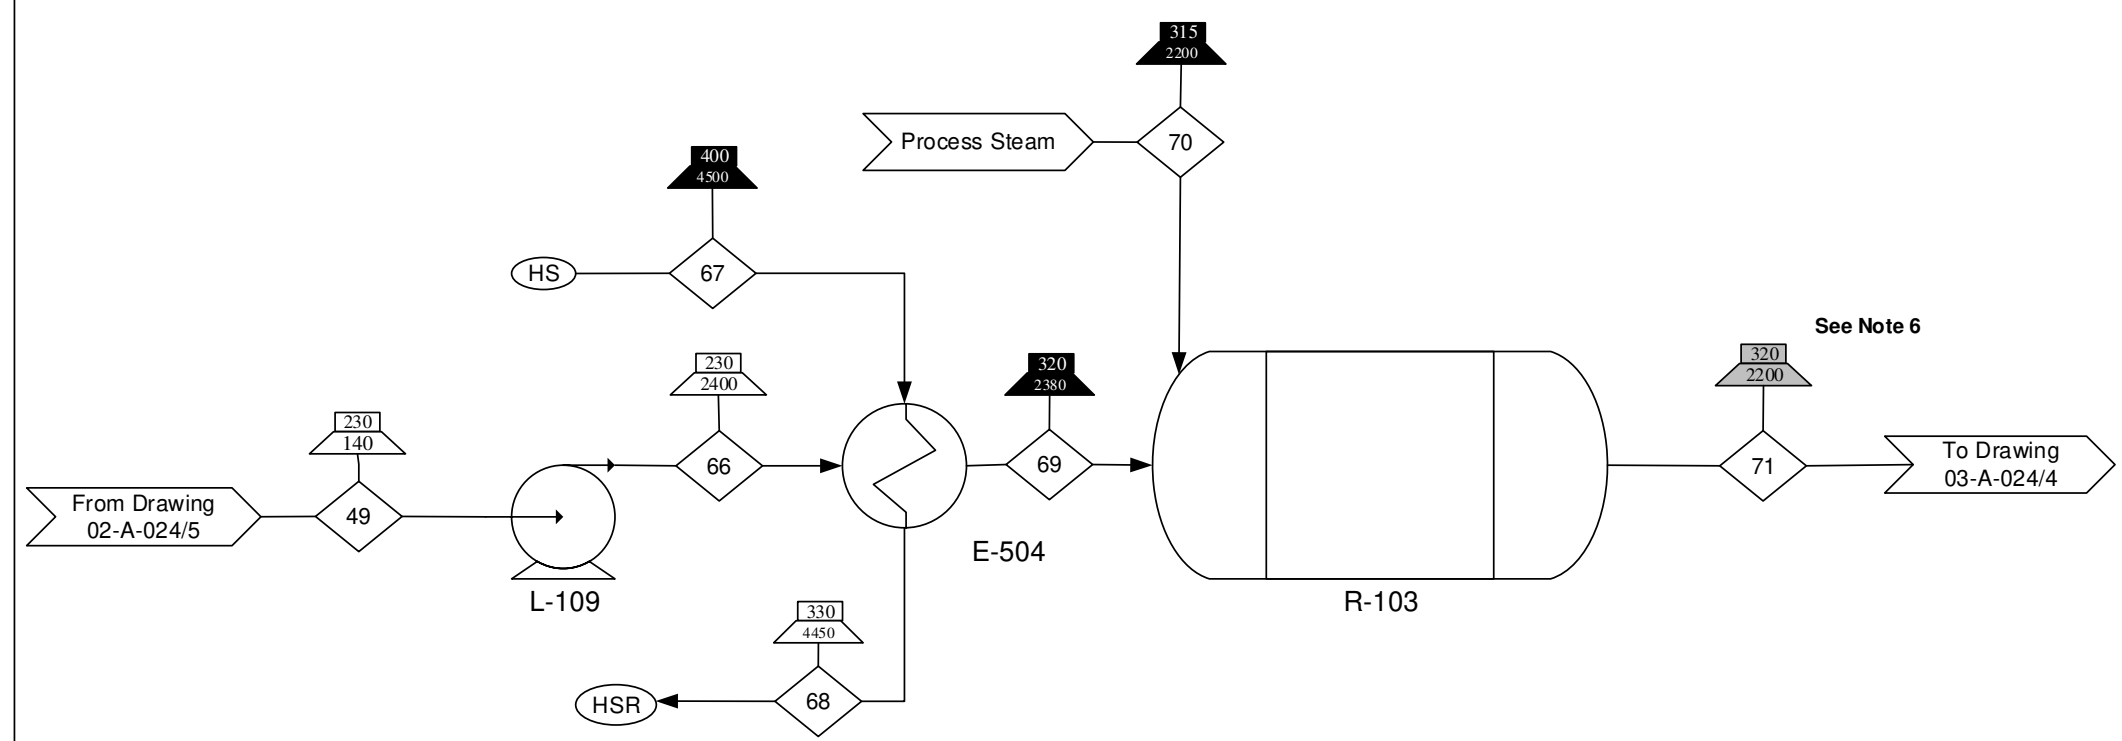 315
2200
Process Steam
70
400
4500
HS
67
See Note 6
230
2400
320
2380
320
2200
230
140
66
69
71
To Drawing
03-A-024/4
From Drawing
02-A-024/5
49
E-504
L-109
R-103
330
4450
HSR
68